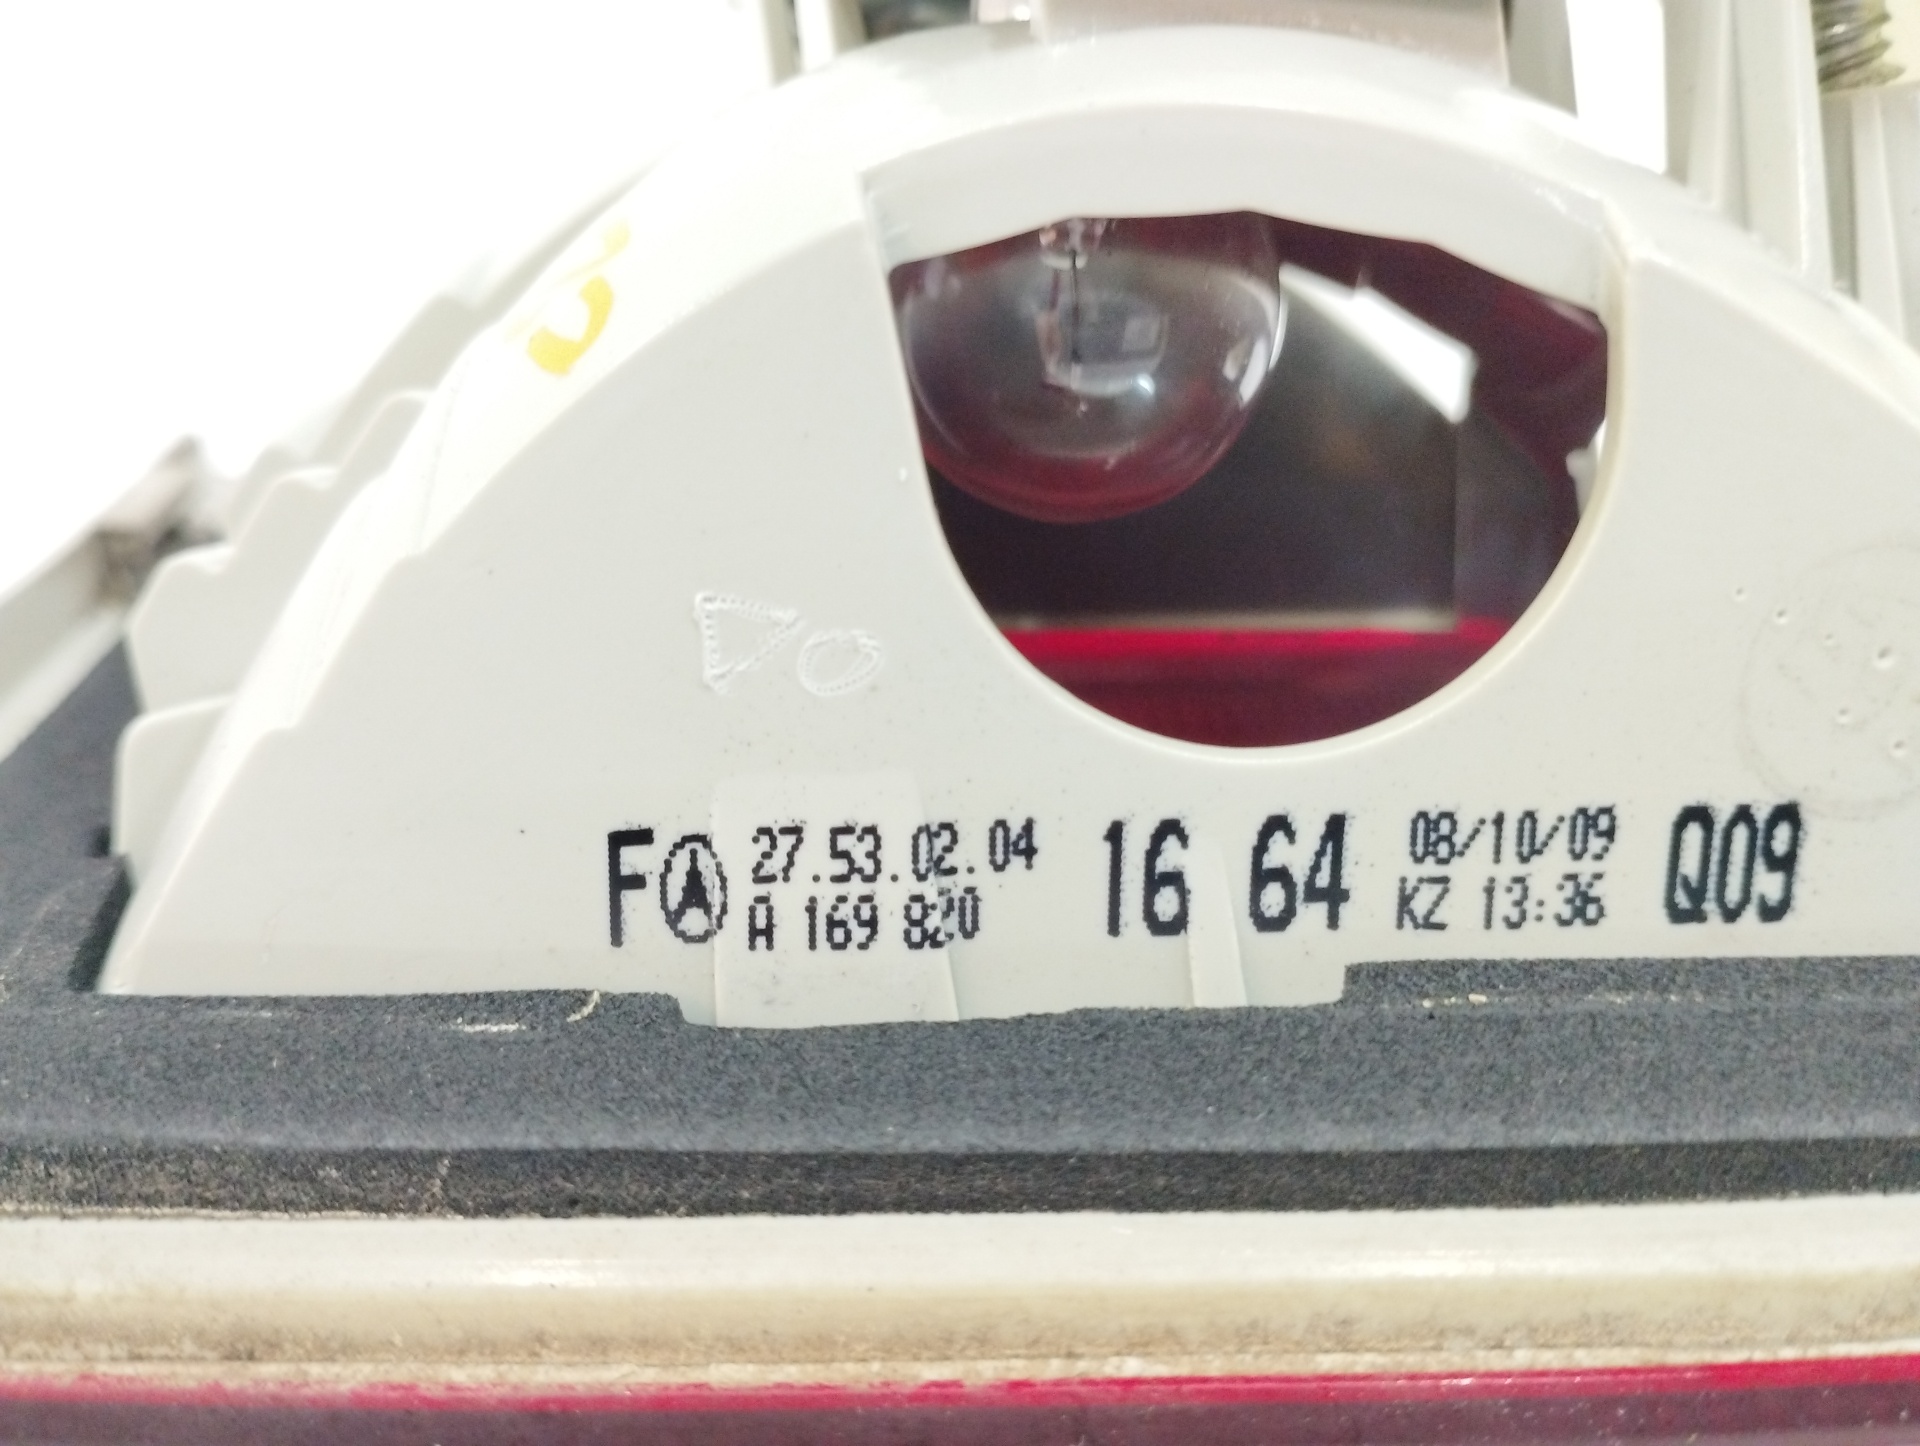 F 27.53.02.04 16 64 08/10/09 Q09
A 169 820 KZ 13:36